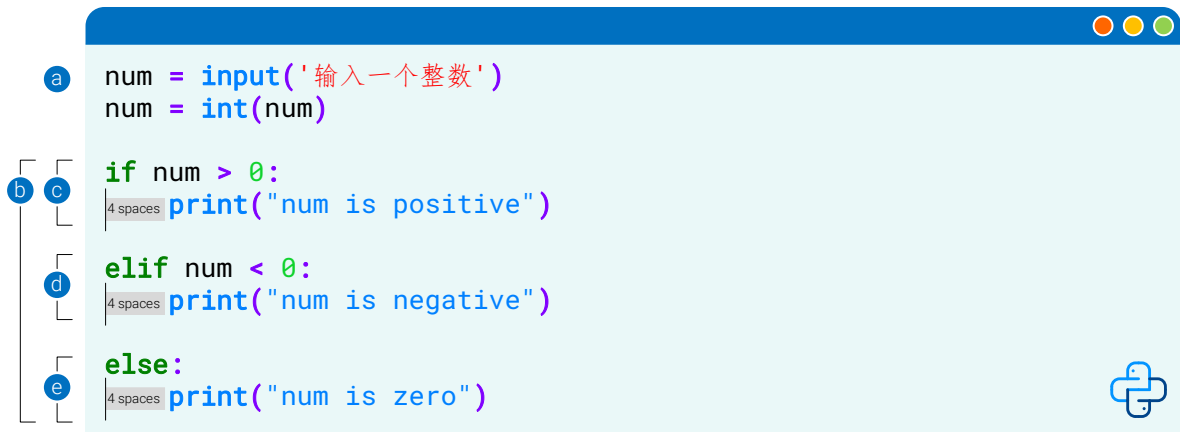 a num = input('输入一个整数')
num = int(num)
b c if num > 0:
4 spaces print("num is positive")
d elif num < 0:
4 spaces print("num is negative")
e else:
4 spaces print("num is zero")